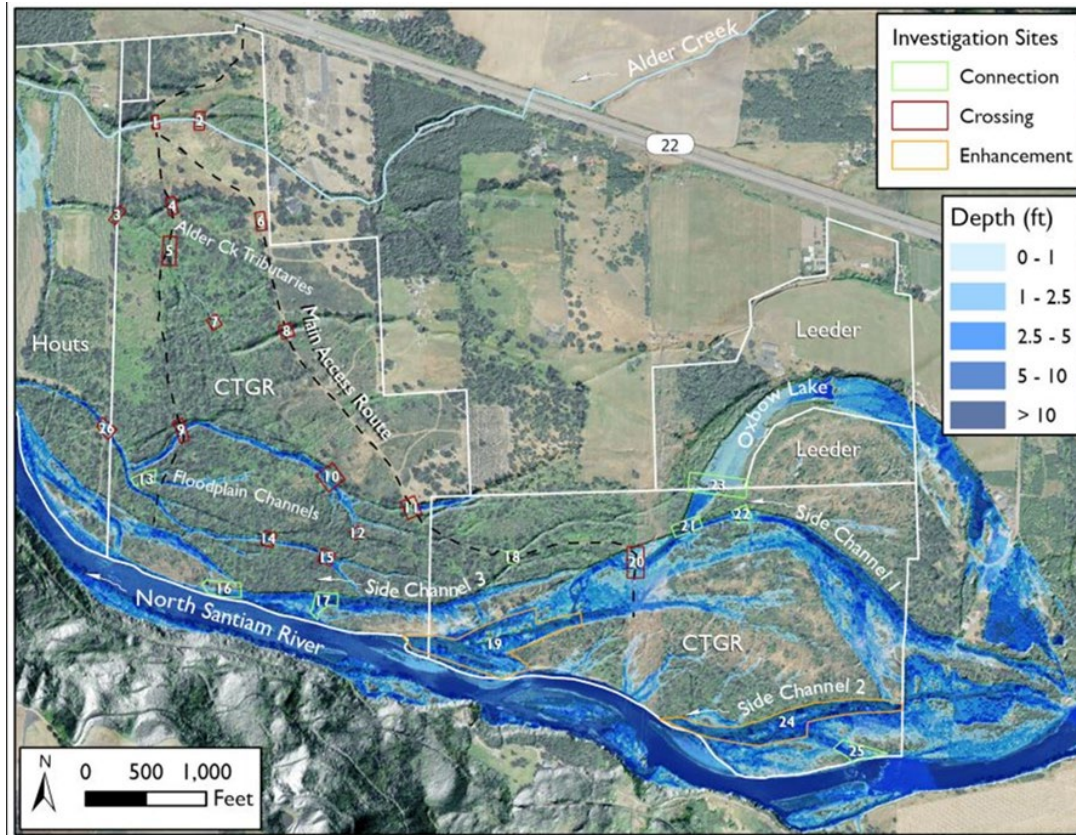 Investigation Sites
Connection
Crossing
Enhancement
Depth (ft)
0 - 1
1 - 2.5
2.5 - 5
5 - 10
> 10
Alder Creek
22
1
2
3
4
5
6
Alder Ck Tributaries
7
8
Main Access Route
Houts
CTGR
Leeder
Oxbow Lake
Leeder
26
9
10
13
Floodplain Channels
11
12
14
15
18
23
21
22
20
Side Channel 1
Side Channel 3
16
17
North Santiam River
19
CTGR
Side Channel 2
24
25
N
0 500 1,000
Feet